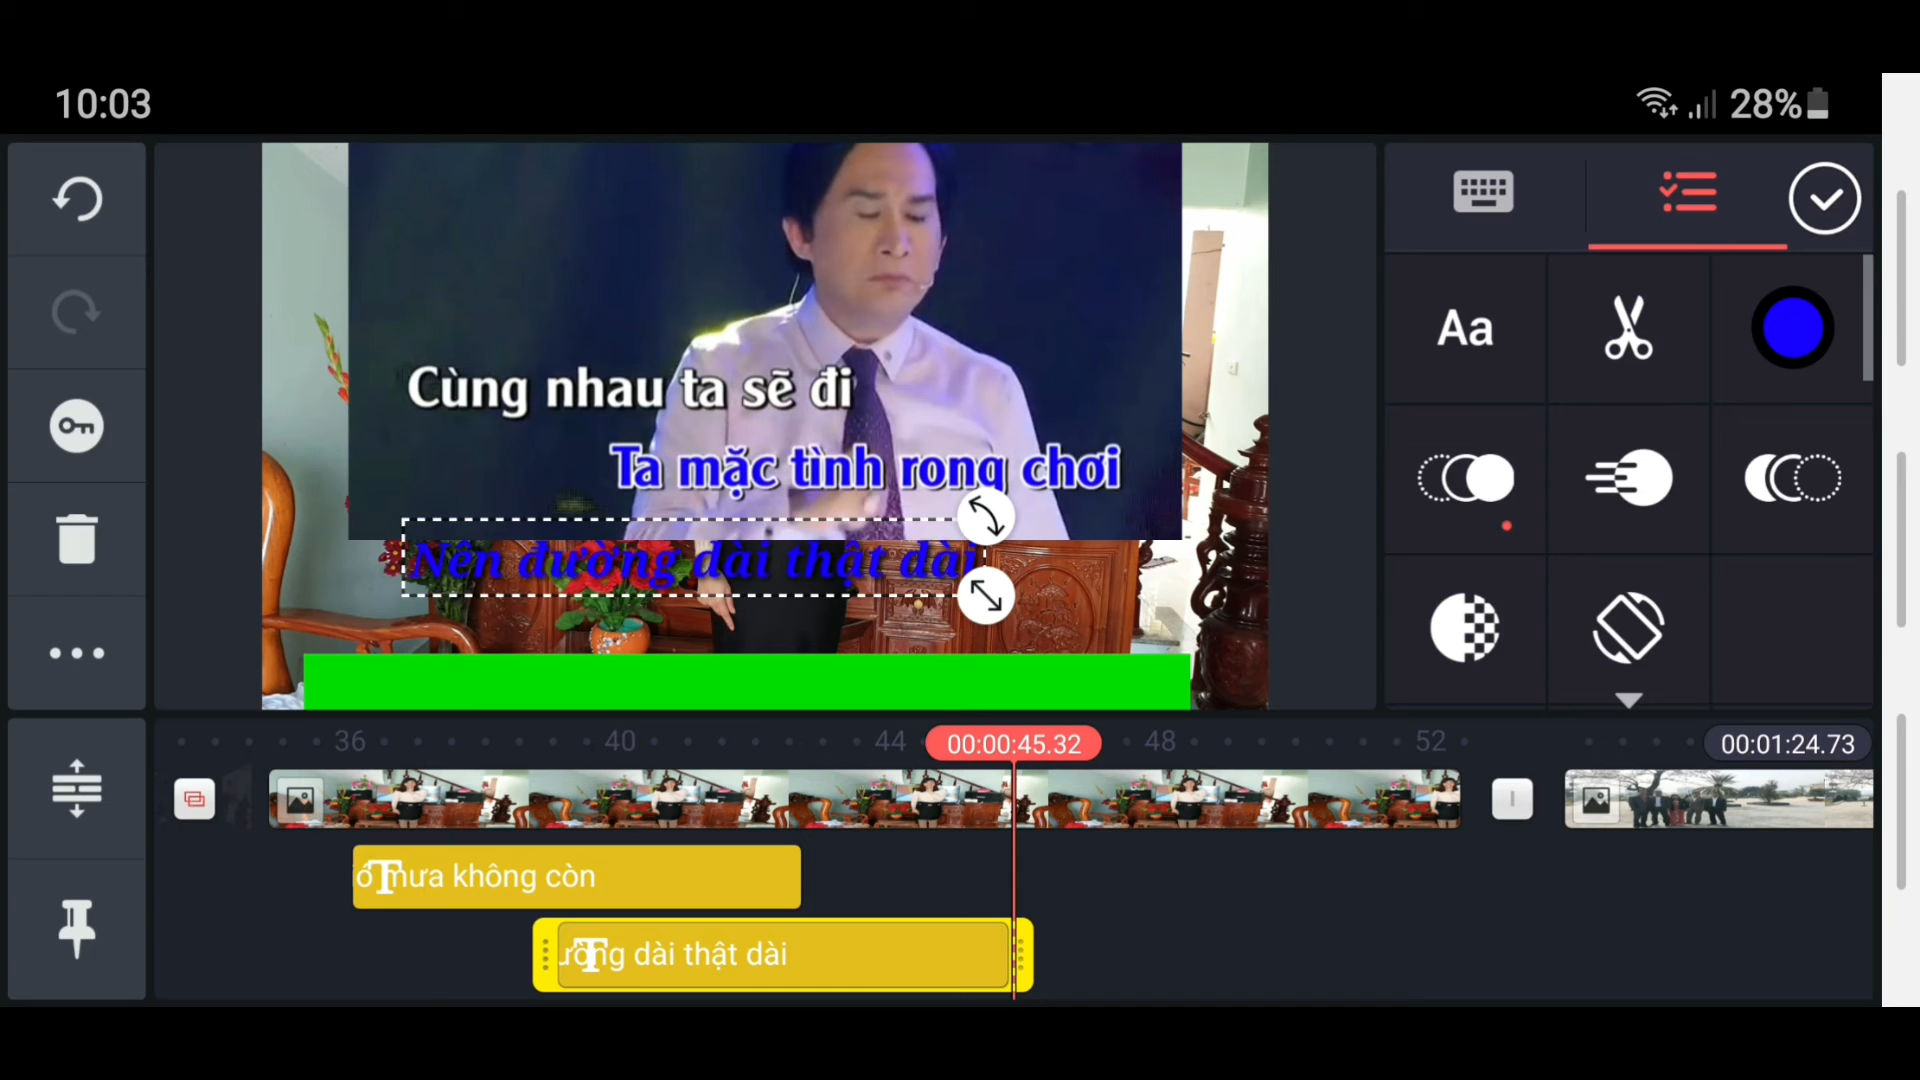 10:03
28%
Aa
Cùng nhau ta sẽ đi
Ta mặc tình rong chơi
Nên đường dài thật dài
36
40
44
00:00:45.32
48
52
00:01:24.73
T mưa không còn
T ường dài thật dài